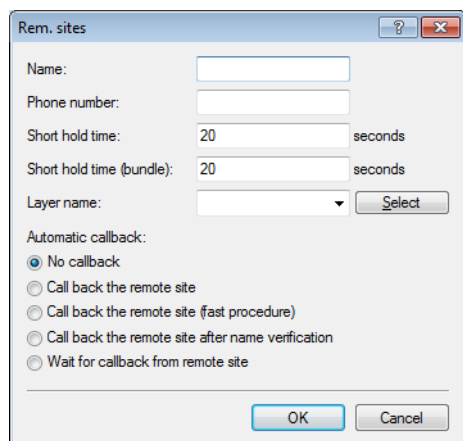 Rem. sites
Name:
Phone number:
Short hold time: 20 seconds
Short hold time (bundle): 20 seconds
Layer name: Select
Automatic callback:
No callback
Call back the remote site
Call back the remote site (fast procedure)
Call back the remote site after name verification
Wait for callback from remote site
OK Cancel